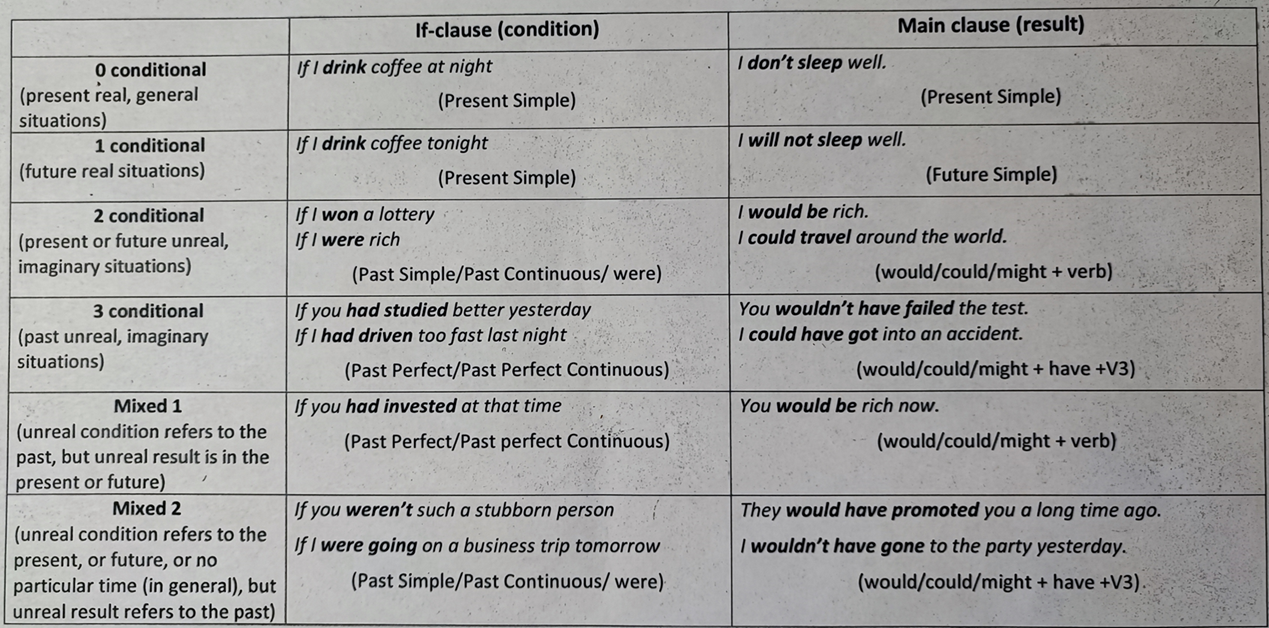 If-clause (condition)
Main clause (result)
0 conditional
(present real, general
situations)
If I drink coffee at night
(Present Simple)
I don't sleep well.
(Present Simple)
1 conditional
(future real situations)
If I drink coffee tonight
(Present Simple)
I will not sleep well.
(Future Simple)
2 conditional
(present or future unreal,
imaginary situations)
If I won a lottery
If I were rich
(Past Simple/Past Continuous/ were)
I would be rich.
I could travel around the world.
(would/could/might + verb)
3 conditional
(past unreal, imaginary
situations)
If you had studied better yesterday
If I had driven too fast last night
(Past Perfect/Past Perfect Continuous)
You wouldn't have failed the test.
I could have got into an accident.
(would/could/might + have +V3)
Mixed 1
(unreal condition refers to the
past, but unreal result is in the
present or future)
If you had invested at that time
(Past Perfect/Past perfect Continuous)
You would be rich now.
(would/could/might + verb)
Mixed 2
(unreal condition refers to the
present, or future, or no
particular time (in general), but
unreal result refers to the past)
If you weren't such a stubborn person
If I were going on a business trip tomorrow
(Past Simple/Past Continuous/ were)
They would have promoted you a long time ago.
I wouldn't have gone to the party yesterday.
(would/could/might + have +V3)